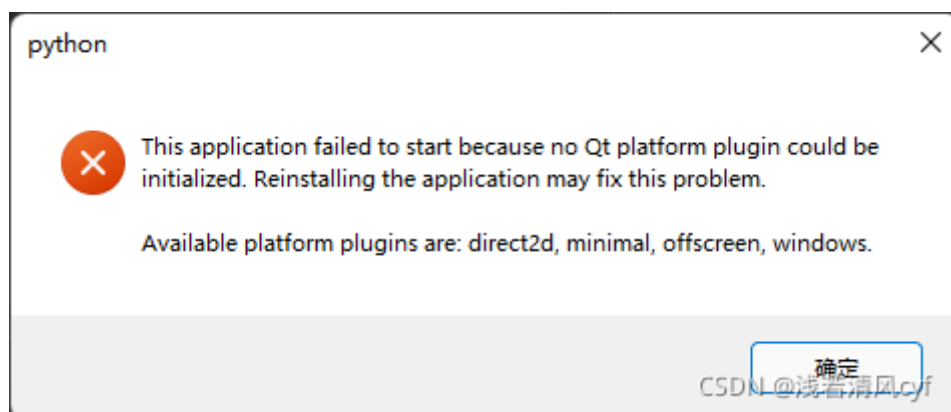 python
This application failed to start because no Qt platform plugin could be
initialized. Reinstalling the application may fix this problem.
Available platform plugins are: direct2d, minimal, offscreen, windows.
确定
CSDN @浅若清风cyf